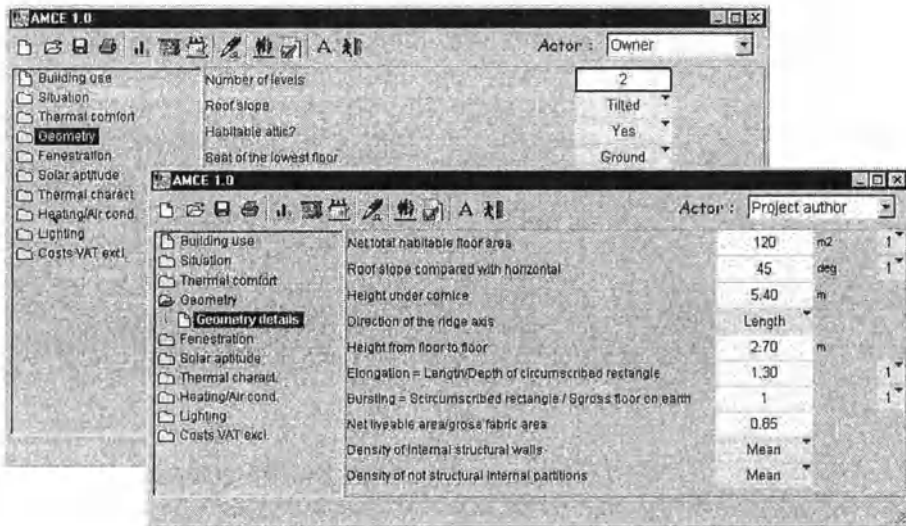 AMCE 1.0
A Actor : Owner
Building use
Situation
Thermal comfort
Geometry
Fenestration
Solar aptitude
Thermal charact.
Heating/Air cond.
Lighting
Costs VAT excl.
Number of levels 2
Roof slope Tilted
Habitable attic? Yes
Seat of the lowest floor Ground
AMCE 1.0
A Actor : Project author
Building use
Situation
Thermal comfort
Geometry
Geometry details
Fenestration
Solar aptitude
Thermal charact.
Heating/Air cond.
Lighting
Costs VAT excl.
Net total habitable floor area 120 m2 1
Roof slope compared with horizontal 45 deg 1
Height under cornice 5.40 m
Direction of the ridge axis Length
Height from floor to floor 2.70 m
Elongation = Length/Depth of circumscribed rectangle 1.30 1
Bursting = Scircumscribed rectangle / Sgross floor on earth 1 1
Net liveable area/gross fabric area 0.85
Density of internal structural walls Mean
Density of not structural internal partitions Mean